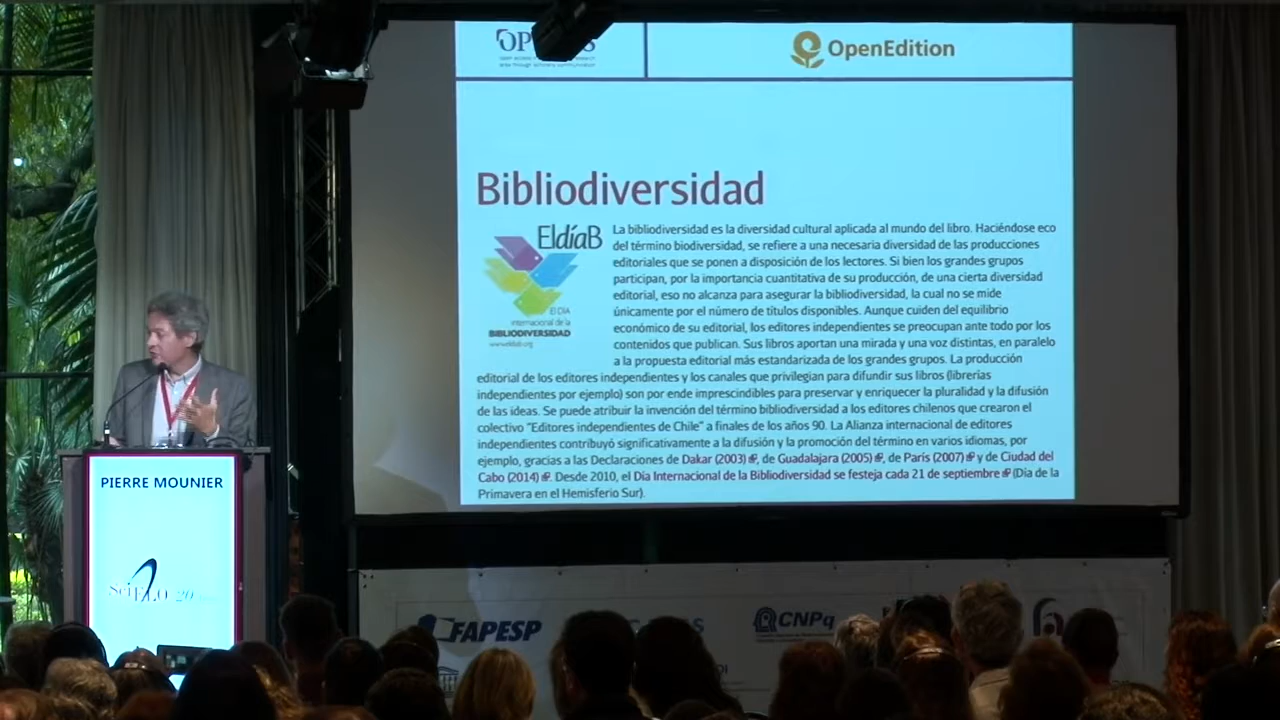 OpenEdition
Bibliodiversidad
EldíaB
El DIA
internacional de la
BIBLIODIVERSIDAD
www.eldiab.org
La bibliodiversidad es la diversidad cultural aplicada al mundo del libro. Haciéndose eco
del término biodiversidad, se refiere a una necesaria diversidad de las producciones
editoriales que se ponen a disposición de los lectores. Si bien los grandes grupos
participan, por la importancia cuantitativa de su producción, de una cierta diversidad
editorial, eso no alcanza para asegurar la bibliodiversidad, la cual no se mide
únicamente por el número de títulos disponibles. Aunque cuiden del equilibrio
económico de su editorial, los editores independientes se preocupan ante todo por los
contenidos que publican. Sus libros aportan una mirada y una voz distintas, en paralelo
a la propuesta editorial más estandarizada de los grandes grupos. La producción
editorial de los editores independientes y los canales que privilegian para difundir sus libros (librerías
independientes por ejemplo) son por ende imprescindibles para preservar y enriquecer la pluralidad y la difusión
de las ideas. Se puede atribuir la invención del término bibliodiversidad a los editores chilenos que crearon el
colectivo "Editores independientes de Chile" a finales de los años 90. La Alianza internacional de editores
independientes contribuyó significativamente a la difusión y la promoción del término en varios idiomas, por
ejemplo, gracias a las Declaraciones de Dakar (2003), de Guadalajara (2005), de París (2007) y de Ciudad del
Cabo (2014). Desde 2010, el Día Internacional de la Bibliodiversidad se festeja cada 21 de septiembre (Día de la
Primavera en el Hemisferio Sur).
PIERRE MOUNIER
SciELO 20
FAPESP
CNPq